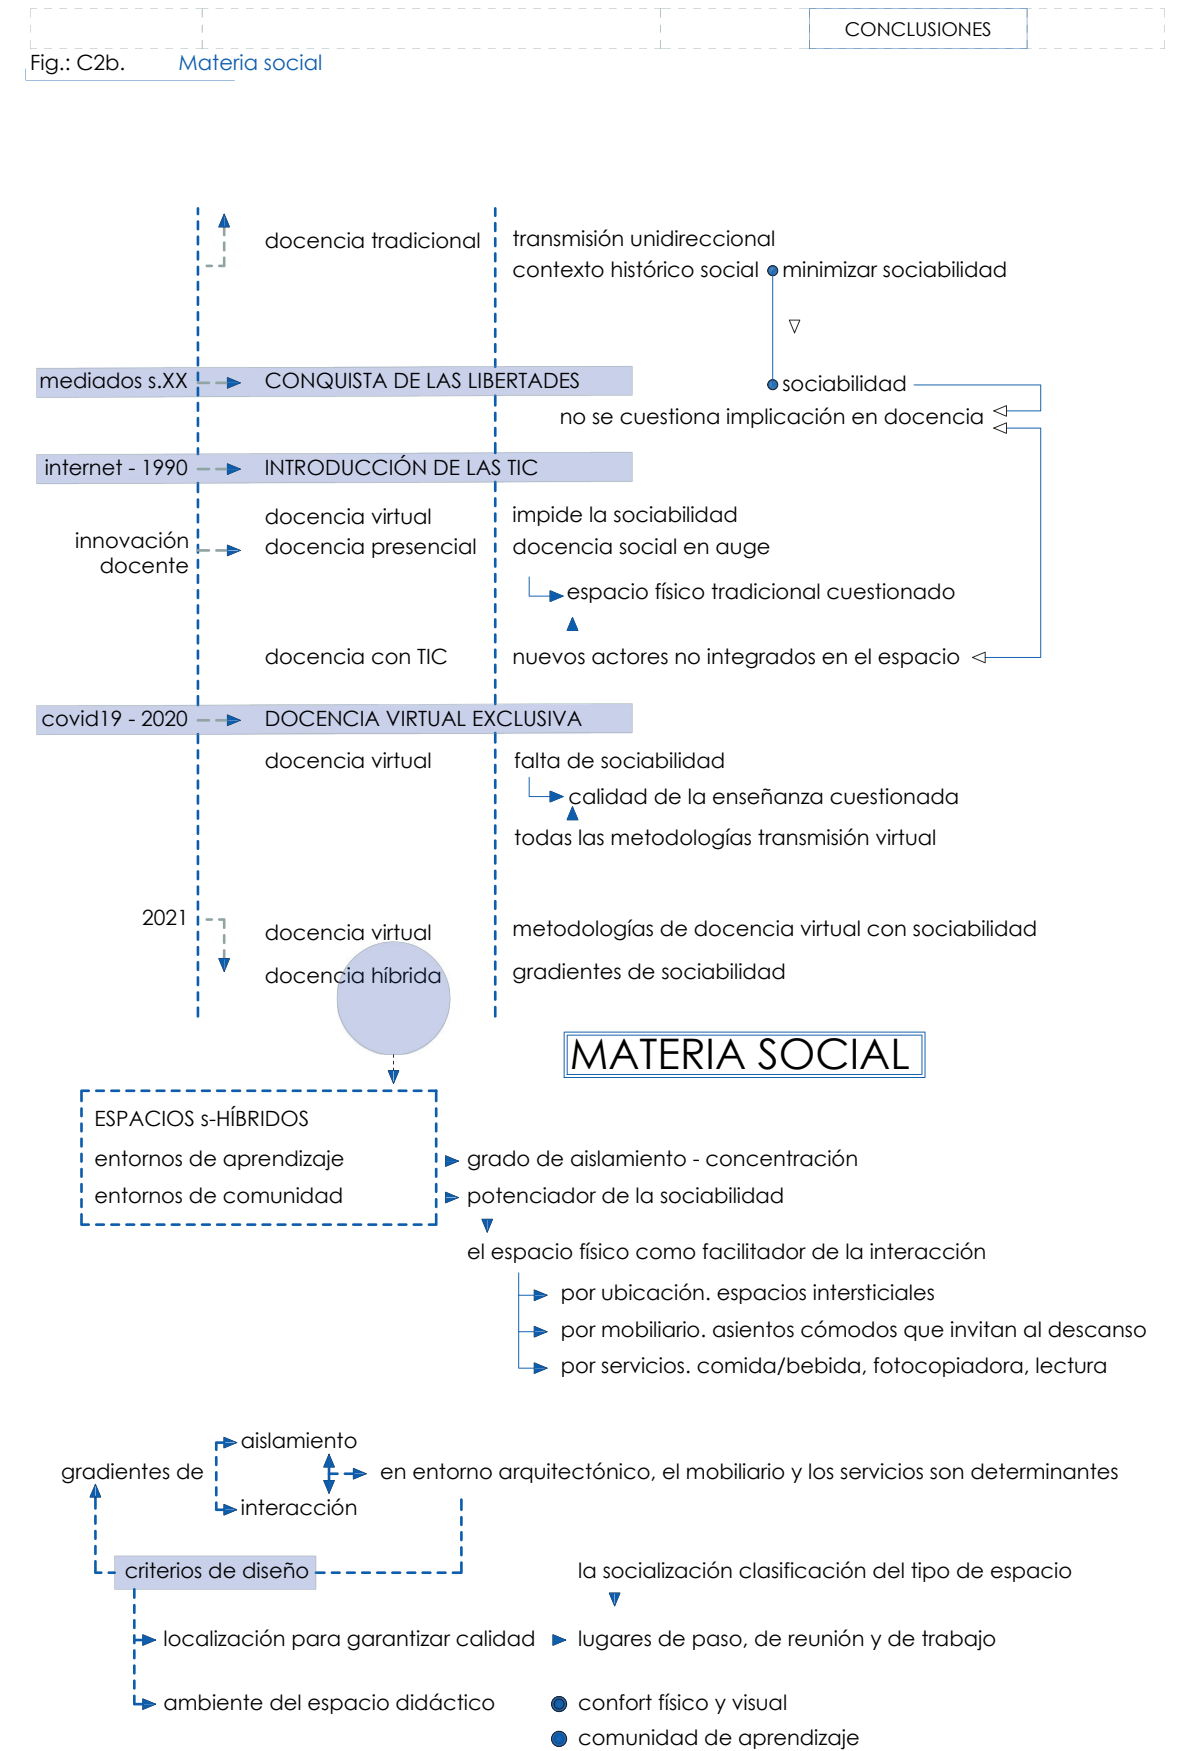 CONCLUSIONES
Fig.: C2b. Materia social
docencia tradicional transmisión unidireccional
contexto histórico social minimizar sociabilidad
mediados s.XX CONQUISTA DE LAS LIBERTADES sociabilidad
no se cuestiona implicación en docencia
internet - 1990 INTRODUCCIÓN DE LAS TIC
docencia virtual impide la sociabilidad
innovación
docente
docencia presencial docencia social en auge
espacio físico tradicional cuestionado
docencia con TIC nuevos actores no integrados en el espacio
covid19 - 2020 DOCENCIA VIRTUAL EXCLUSIVA
docencia virtual falta de sociabilidad
calidad de la enseñanza cuestionada
todas las metodologías transmisión virtual
2021
docencia virtual metodologías de docencia virtual con sociabilidad
docencia híbrida gradientes de sociabilidad
MATERIA SOCIAL
ESPACIOS s-HÍBRIDOS
entornos de aprendizaje grado de aislamiento - concentración
entornos de comunidad potenciador de la sociabilidad
el espacio físico como facilitador de la interacción
por ubicación. espacios intersticiales
por mobiliario. asientos cómodos que invitan al descanso
por servicios. comida/bebida, fotocopiadora, lectura
aislamiento
gradientes de en entorno arquitectónico, el mobiliario y los servicios son determinantes
interacción
criterios de diseño la socialización clasificación del tipo de espacio
localización para garantizar calidad lugares de paso, de reunión y de trabajo
ambiente del espacio didáctico confort físico y visual
comunidad de aprendizaje